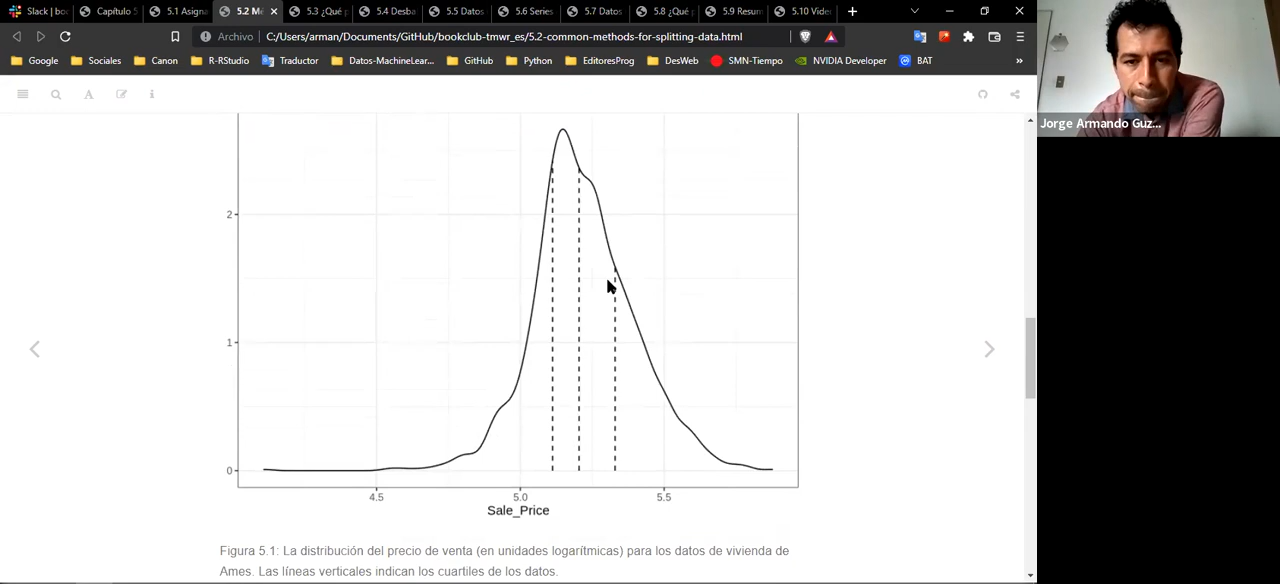 Slack | bo
Capítulo 5
5.1 Asigna
5.2 Mé
5.3 ¿Qué p
5.4 Desba
5.5 Datos
5.6 Series
5.7 Datos
5.8 ¿Qué
5.9 Resum
5.10 Video
Archivo
C:/Users/arman/Documents/GitHub/bookclub-tmwr_es/5.2-common-methods-for-splitting-data.html
Google
Sociales
Canon
R-RStudio
Traductor
Datos-MachineLear...
GitHub
Python
EditoresProg
DesWeb
SMN-Tiempo
NVIDIA Developer
BAT
»
A
i
Jorge Armando Guz...
2
1
0
4.5
5.0
5.5
Sale_Price
Figura 5.1: La distribución del precio de venta (en unidades logarítmicas) para los datos de vivienda de
Ames. Las líneas verticales indican los cuartiles de los datos.